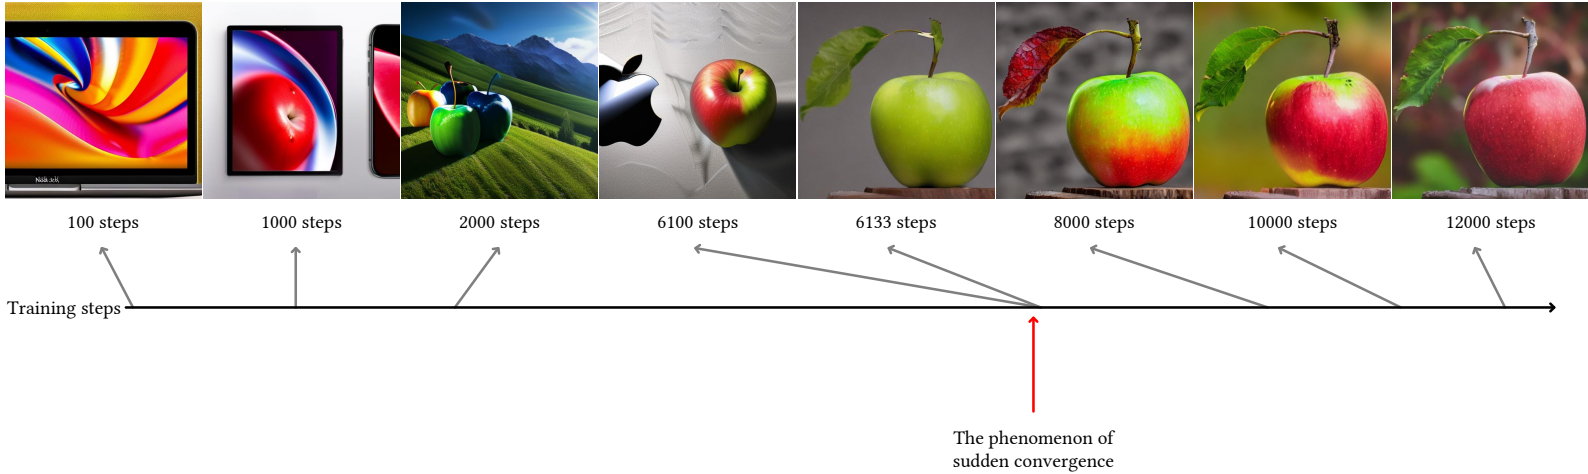 100 steps
1000 steps
2000 steps
6100 steps
6133 steps
8000 steps
10000 steps
12000 steps
Training steps
The phenomenon of
sudden convergence